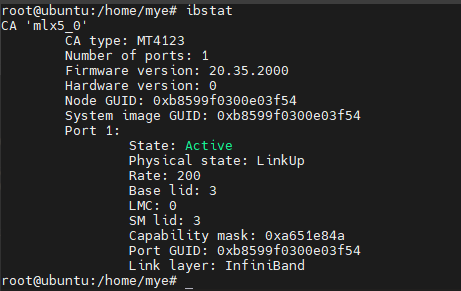 root@ubuntu:/home/mye# ibstat
CA 'mlx5_0'
CA type: MT4123
Number of ports: 1
Firmware version: 20.35.2000
Hardware version: 0
Node GUID: 0xb8599f0300e03f54
System image GUID: 0xb8599f0300e03f54
Port 1:
State: Active
Physical state: LinkUp
Rate: 200
Base lid: 3
LMC: 0
SM lid: 3
Capability mask: 0xa651e84a
Port GUID: 0xb8599f0300e03f54
Link layer: InfiniBand
root@ubuntu:/home/mye# _